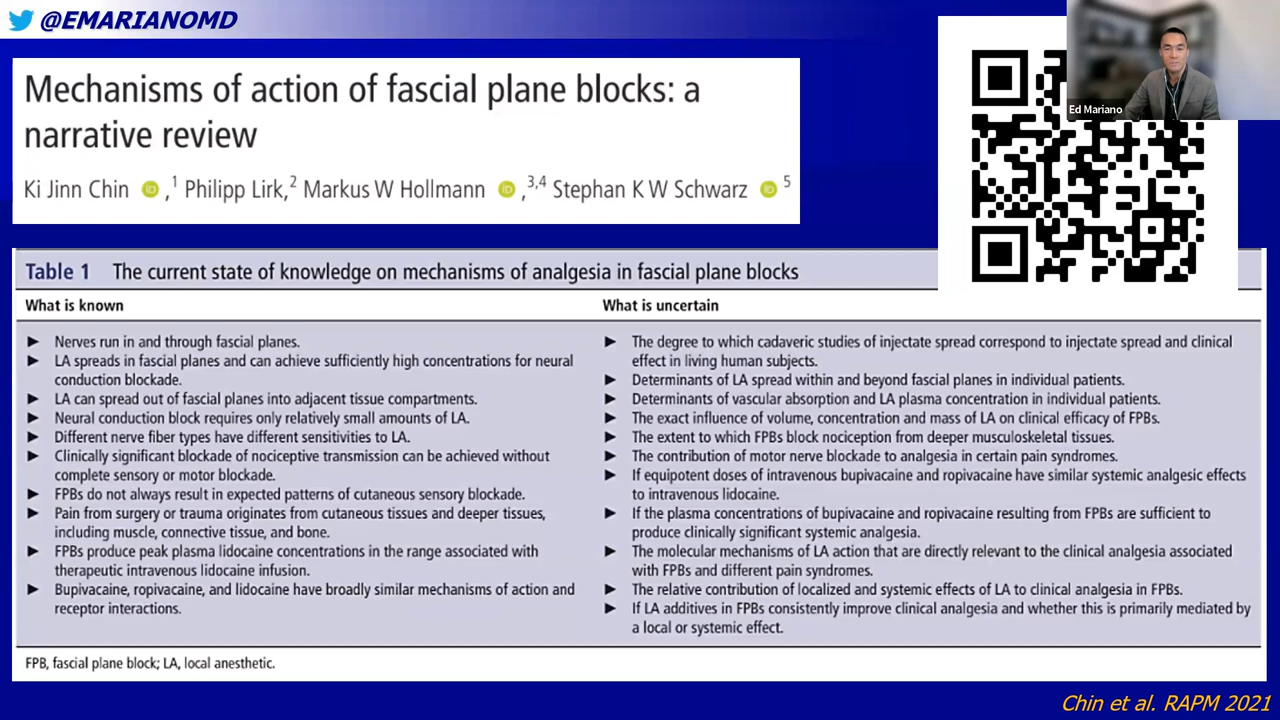 @EMARIANOMD
Ed Mariano
Mechanisms of action of fascial plane blocks: a
narrative review
Ki Jinn Chin iD ,1 Philipp Lirk,2 Markus W Hollmann iD ,3,4 Stephan K W Schwarz iD 5
Table 1 The current state of knowledge on mechanisms of analgesia in fascial plane blocks
What is known
► Nerves run in and through fascial planes.
► LA spreads in fascial planes and can achieve sufficiently high concentrations for neural
conduction blockade.
► LA can spread out of fascial planes into adjacent tissue compartments.
► Neural conduction block requires only relatively small amounts of LA.
► Different nerve fiber types have different sensitivities to LA.
► Clinically significant blockade of nociceptive transmission can be achieved without
complete sensory or motor blockade.
► FPBs do not always result in expected patterns of cutaneous sensory blockade.
► Pain from surgery or trauma originates from cutaneous tissues and deeper tissues,
including muscle, connective tissue, and bone.
► FPBs produce peak plasma lidocaine concentrations in the range associated with
therapeutic intravenous lidocaine infusion.
► Bupivacaine, ropivacaine, and lidocaine have broadly similar mechanisms of action and
receptor interactions.
What is uncertain
► The degree to which cadaveric studies of injectate spread correspond to injectate spread and clinical
effect in living human subjects.
► Determinants of LA spread within and beyond fascial planes in individual patients.
► Determinants of vascular absorption and LA plasma concentration in individual patients.
► The exact influence of volume, concentration and mass of LA on clinical efficacy of FPBs.
► The extent to which FPBs block nociception from deeper musculoskeletal tissues.
► The contribution of motor nerve blockade to analgesia in certain pain syndromes.
► If equipotent doses of intravenous bupivacaine and ropivacaine have similar systemic analgesic effects
to intravenous lidocaine.
► If the plasma concentrations of bupivacaine and ropivacaine resulting from FPBs are sufficient to
produce clinically significant systemic analgesia.
► The molecular mechanisms of LA action that are directly relevant to the clinical analgesia associated
with FPBs and different pain syndromes.
► The relative contribution of localized and systemic effects of LA to clinical analgesia in FPBs.
► If LA additives in FPBs consistently improve clinical analgesia and whether this is primarily mediated by
a local or systemic effect.
FPB, fascial plane block; LA, local anesthetic.
Chin et al. RAPM 2021